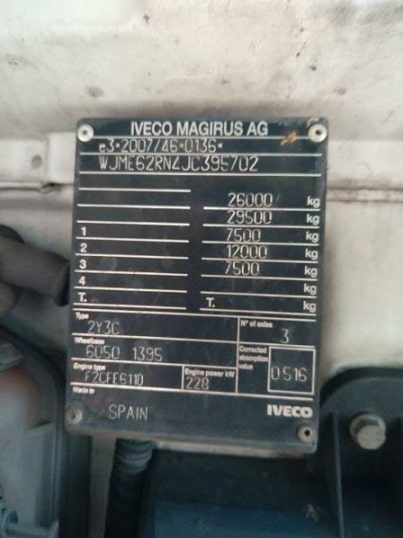 IVECO MAGIRUS AG
e3*2007/46*0136*
WJME62RN4JC395702
26000 kg
29500 kg
1 7500 kg
2 12000 kg
3 7500 kg
4 kg
T. T. kg
Type
2Y3C
N° of axles
3
Wheelbase
6050 1395
Corrected absorption value
0.516
Engine type
F2CFE611D
Engine power kW
228
Made in
SPAIN
IVECO